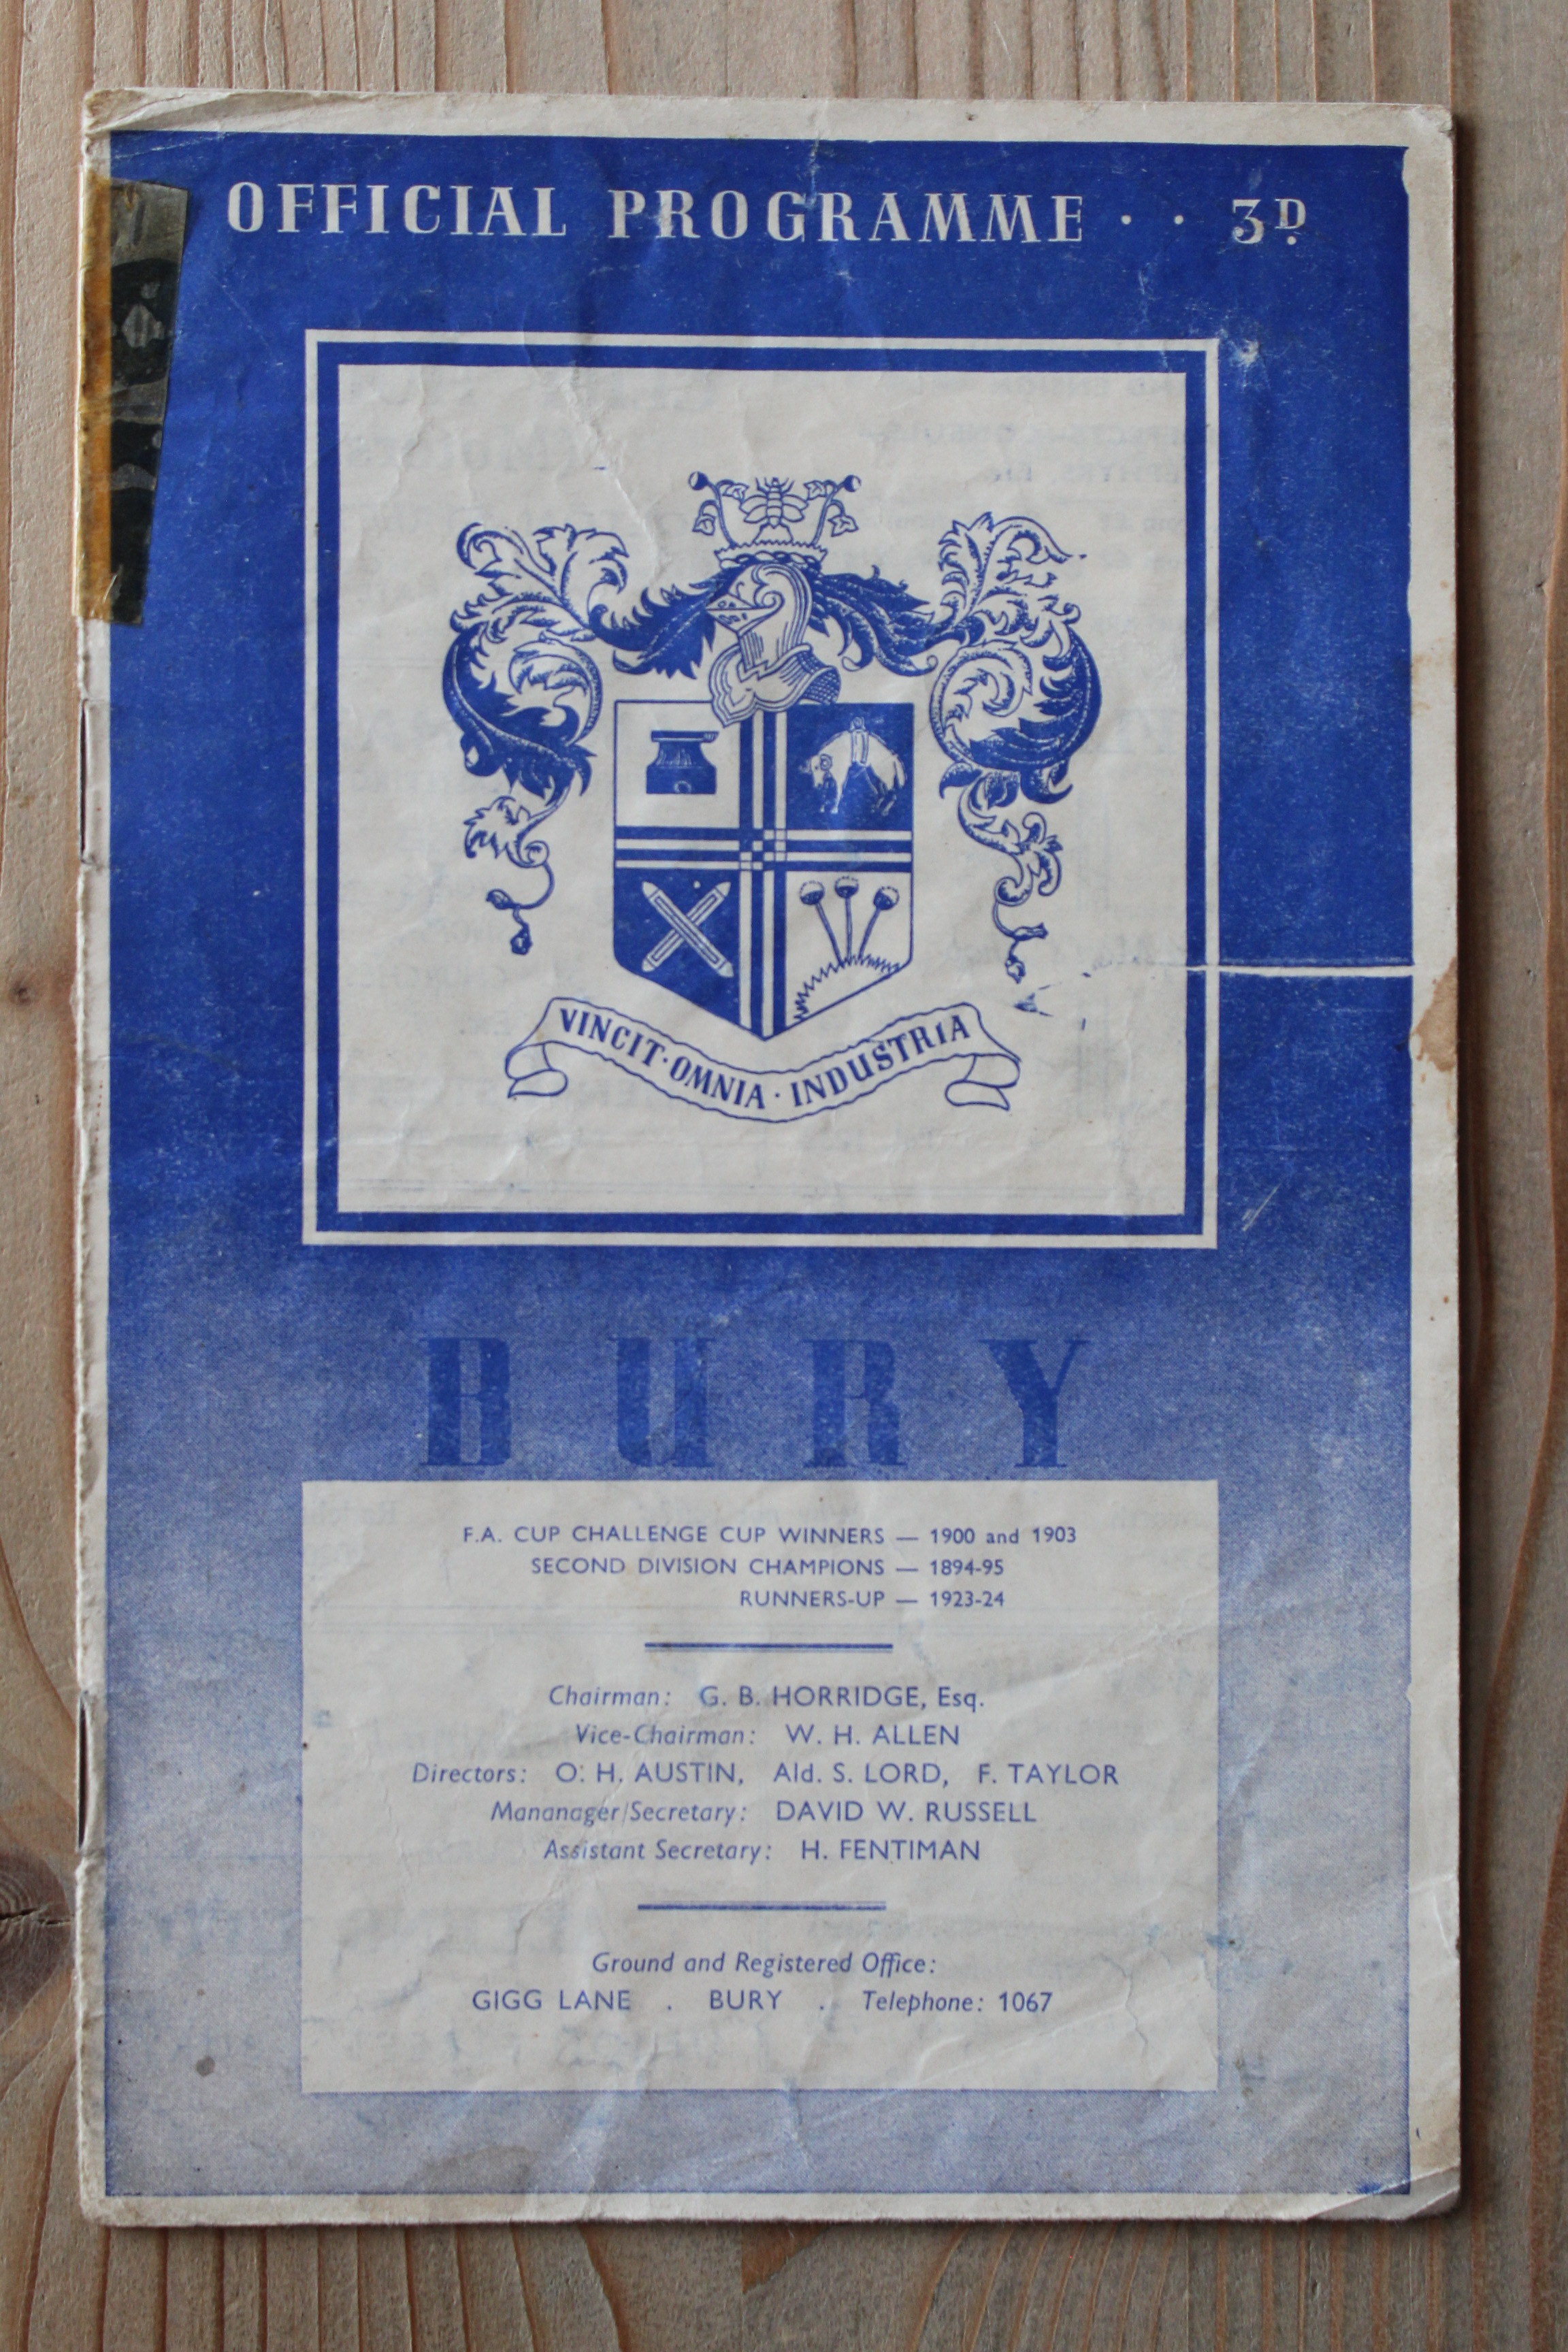 OFFICIAL PROGRAMME · · 3D.
VINCIT · OMNIA · INDUSTRIA
BURY
F.A. CUP CHALLENGE CUP WINNERS — 1900 and 1903
SECOND DIVISION CHAMPIONS — 1894-95
RUNNERS-UP — 1923-24
Chairman: G. B. HORRIDGE, Esq.
Vice-Chairman: W. H. ALLEN
Directors: O. H. AUSTIN, Ald. S. LORD, F. TAYLOR
Mananager/Secretary: DAVID W. RUSSELL
Assistant Secretary: H. FENTIMAN
Ground and Registered Office:
GIGG LANE . BURY . Telephone: 1067